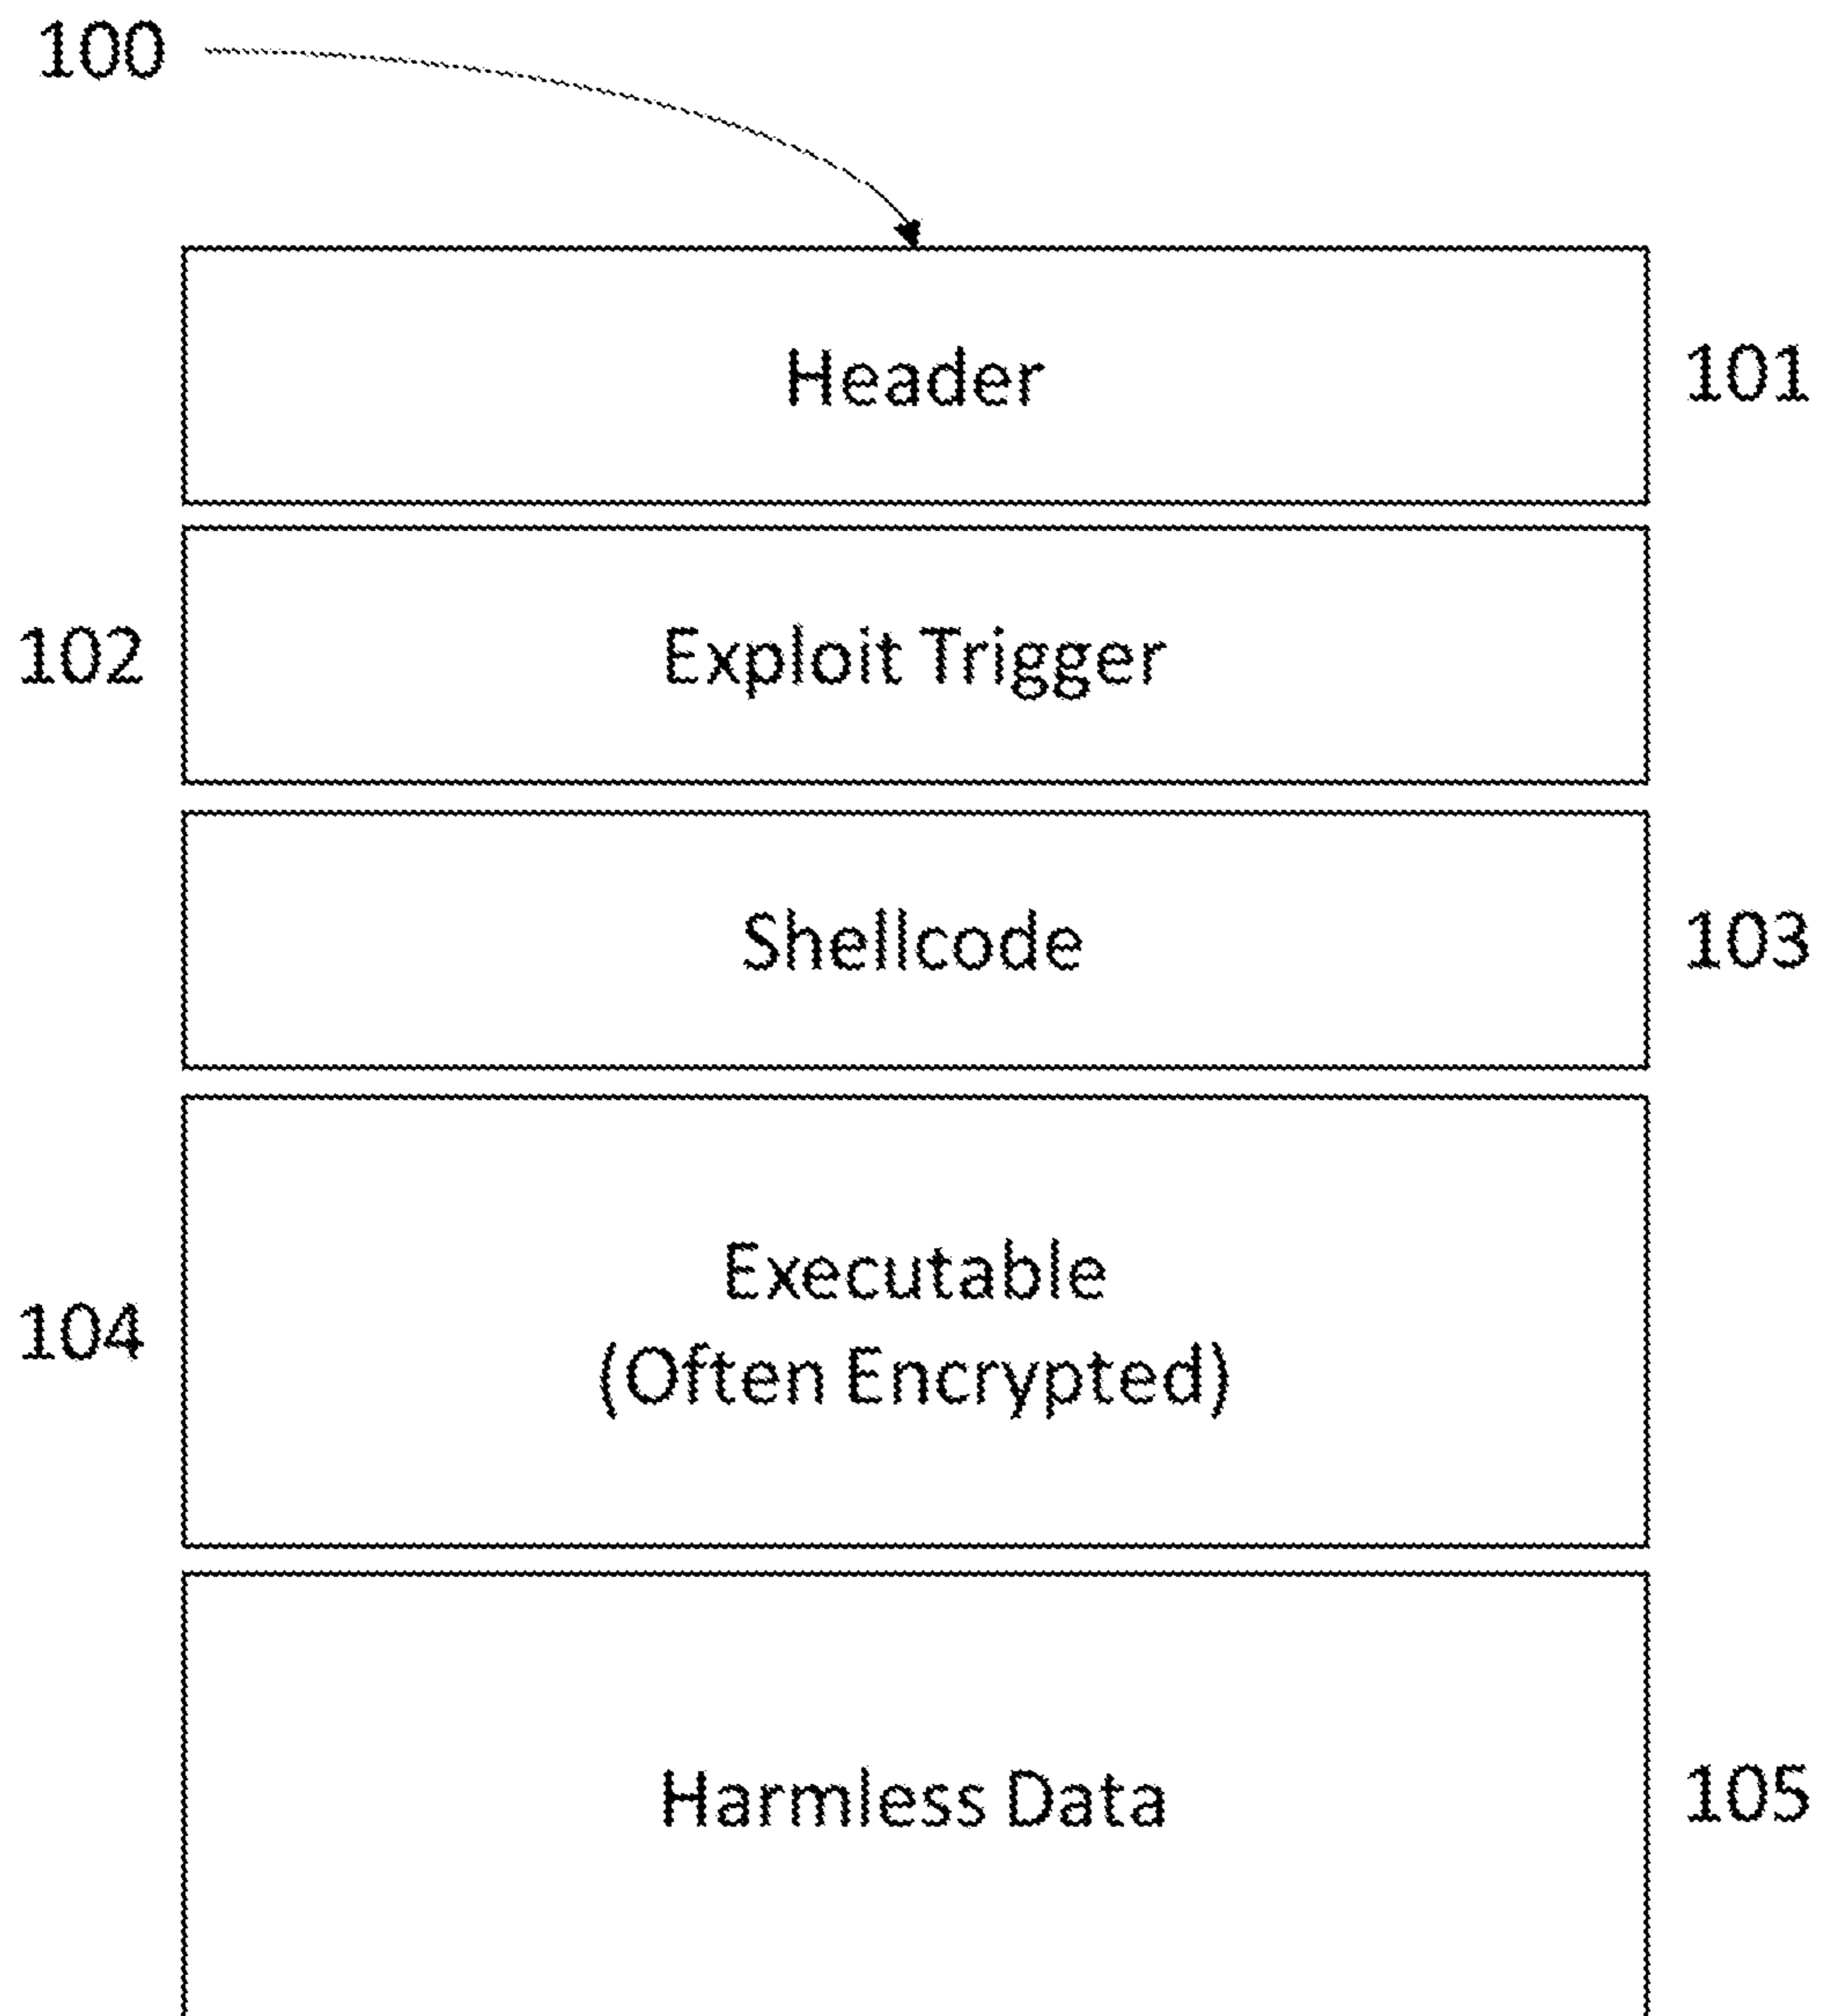 100
Header
101
102
Exploit Trigger
Shellcode
103
104
Executable
(Often Encrypted)
Harmless Data
105